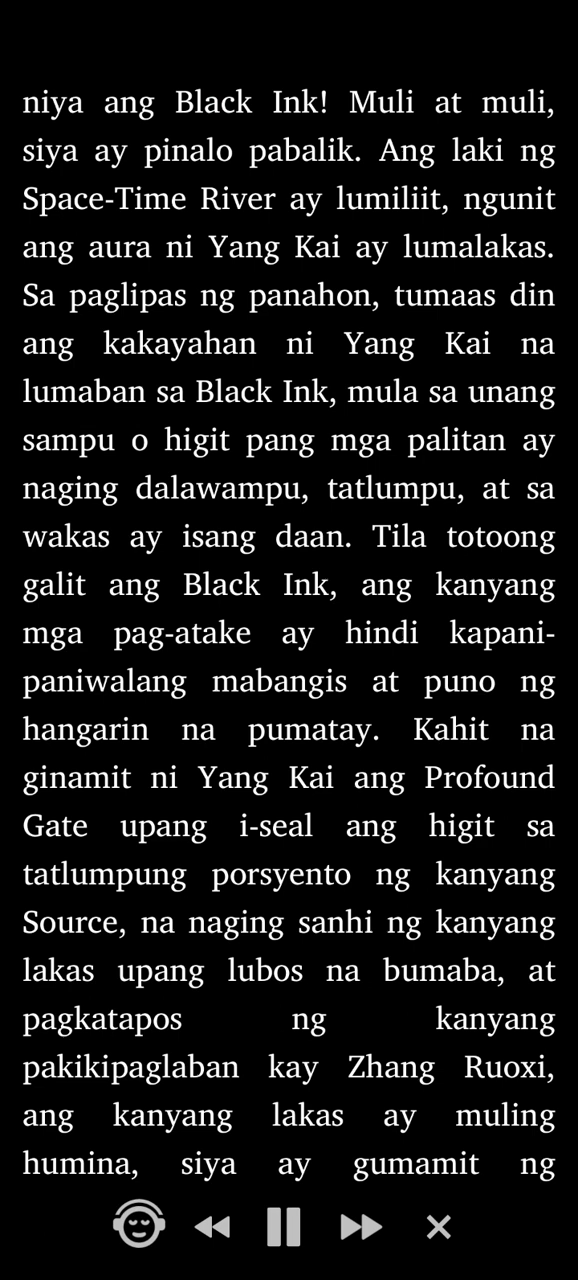 niya ang Black Ink! Muli at muli,
siya ay pinalo pabalik. Ang laki ng
Space-Time River ay lumiliit, ngunit
ang aura ni Yang Kai ay lumalakas.
Sa paglipas ng panahon, tumaas din
ang kakayahan ni Yang Kai na
lumaban sa Black Ink, mula sa unang
sampu o higit pang mga palitan ay
naging dalawampu, tatlumpu, at sa
wakas ay isang daan. Tila totoong
galit ang Black Ink, ang kanyang
mga pag-atake ay hindi kapani-
paniwalang mabangis at puno ng
hangarin na pumatay. Kahit na
ginamit ni Yang Kai ang Profound
Gate upang i-seal ang higit sa
tatlumpung porsyento ng kanyang
Source, na naging sanhi ng kanyang
lakas upang lubos na bumaba, at
pagkatapos ng kanyang
pakikipaglaban kay Zhang Ruoxi,
ang kanyang lakas ay muling
humina, siya ay gumamit ng